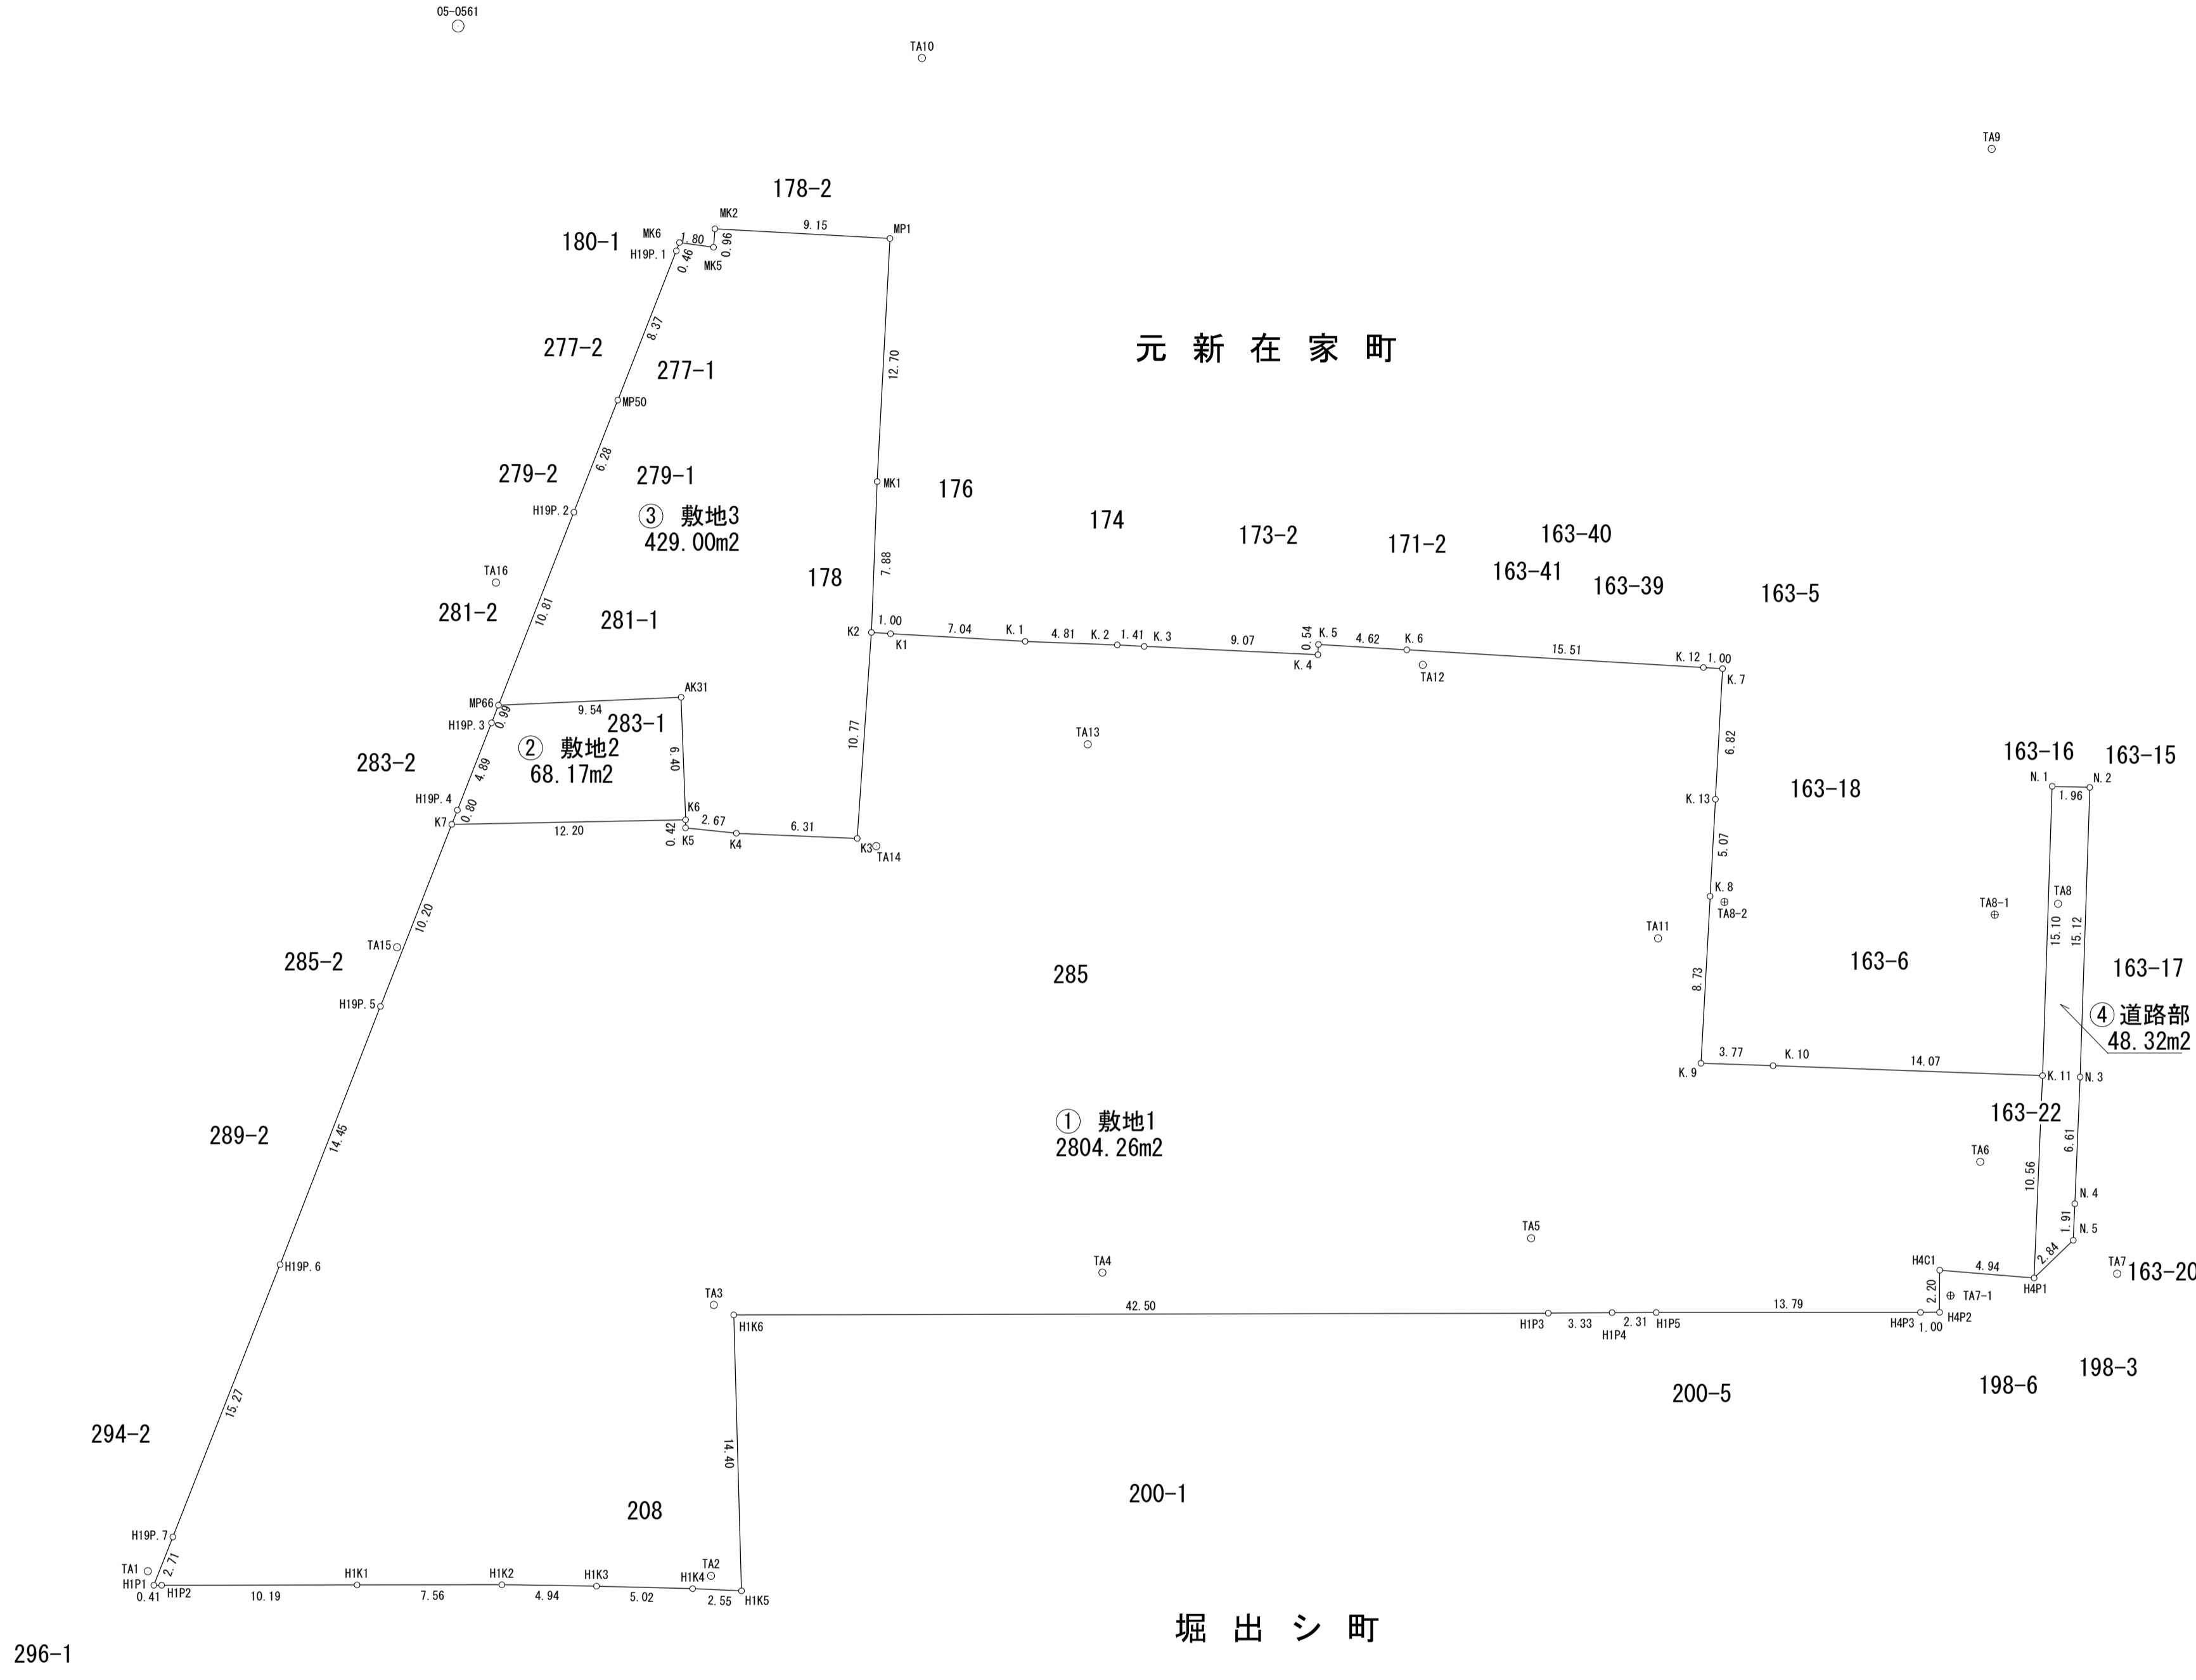 05-0561
TA10
TA9
178-2
MK2
9.15
MP1
180-1
MK6
1.80
0.96
H19P.1
0.46
MK5
8.37
277-2
277-1
12.70
元新在家町
MP50
6.28
279-2
279-1
MK1
176
H19P.2
③ 敷地3
429.00m2
174
173-2
171-2
163-40
163-41
163-39
163-5
TA16
7.88
178
281-2
10.81
281-1
K2
1.00
K1
7.04
K.1
4.81
K.2
1.41
K.3
9.07
0.54
K.5
K.4
4.62
K.6
TA12
15.51
K.12
1.00
K.7
MP66
AK31
9.54
0.99
H19P.3
283-1
② 敷地2
68.17m2
6.40
10.77
TA13
6.82
283-2
4.89
163-16
163-15
N.1
N.2
1.96
H19P.4
0.80
K7
12.20
K6
0.42
K5
2.67
K4
6.31
K3
TA14
K.13
163-18
5.07
K.8
TA8-2
TA8-1
TA8
10.20
TA15
285-2
TA11
15.10
15.12
285
8.73
163-6
163-17
H19P.5
④ 道路部
48.32m2
3.77
K.10
14.07
K.9
K.11
N.3
163-22
① 敷地1
2804.26m2
289-2
14.45
6.61
TA6
10.56
N.4
1.91
N.5
TA5
2.84
H19P.6
TA4
H4C1
4.94
H4P1
TA7
163-20
TA3
2.20
TA7-1
H1K6
42.50
H1P3
3.33
H1P4
2.31
H1P5
13.79
H4P3
1.00
H4P2
198-3
198-6
200-5
15.27
294-2
14.40
200-1
208
H19P.7
2.71
TA1
H1P1
0.41
H1P2
10.19
H1K1
7.56
H1K2
4.94
H1K3
5.02
H1K4
TA2
2.55
H1K5
堀出シ町
296-1